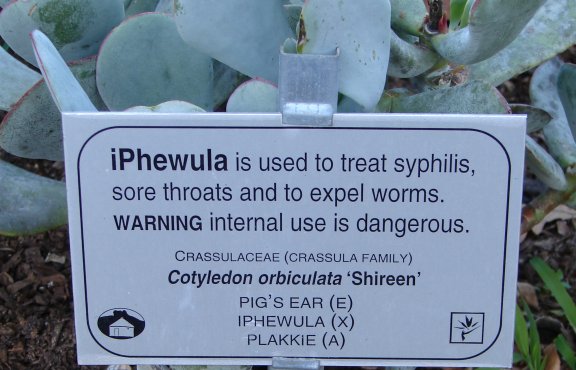 iPhewula is used to treat syphilis,
sore throats and to expel worms.
WARNING internal use is dangerous.
CRASSULACEAE (CRASSULA FAMILY)
Cotyledon orbiculata 'Shireen'
PIG'S EAR (E)
IPHEWULA (X)
PLAKKIE (A)